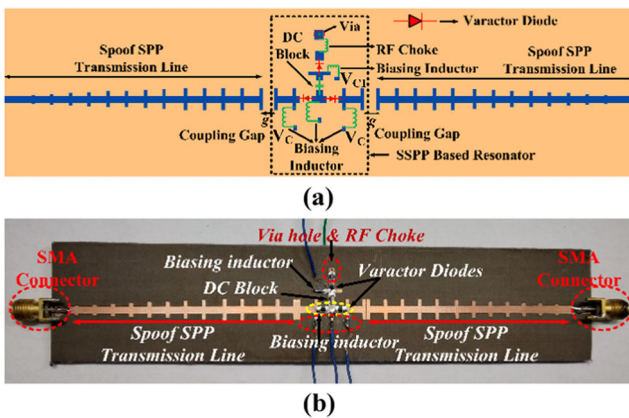 Via
Varactor Diode
DC
Block
RF Choke
Spoof SPP
Transmission Line
Biasing Inductor
Spoof SPP
Transmission Line
VC1
g
g
Coupling Gap
VC
VC
Coupling Gap
Biasing
Inductor
SSPP Based Resonator
(a)
Via hole & RF Choke
SMA
Connector
SMA
Connector
Biasing inductor
Varactor Diodes
DC Block
Spoof SPP
Transmission Line
Biasing inductor
Spoof SPP
Transmission Line
(b)